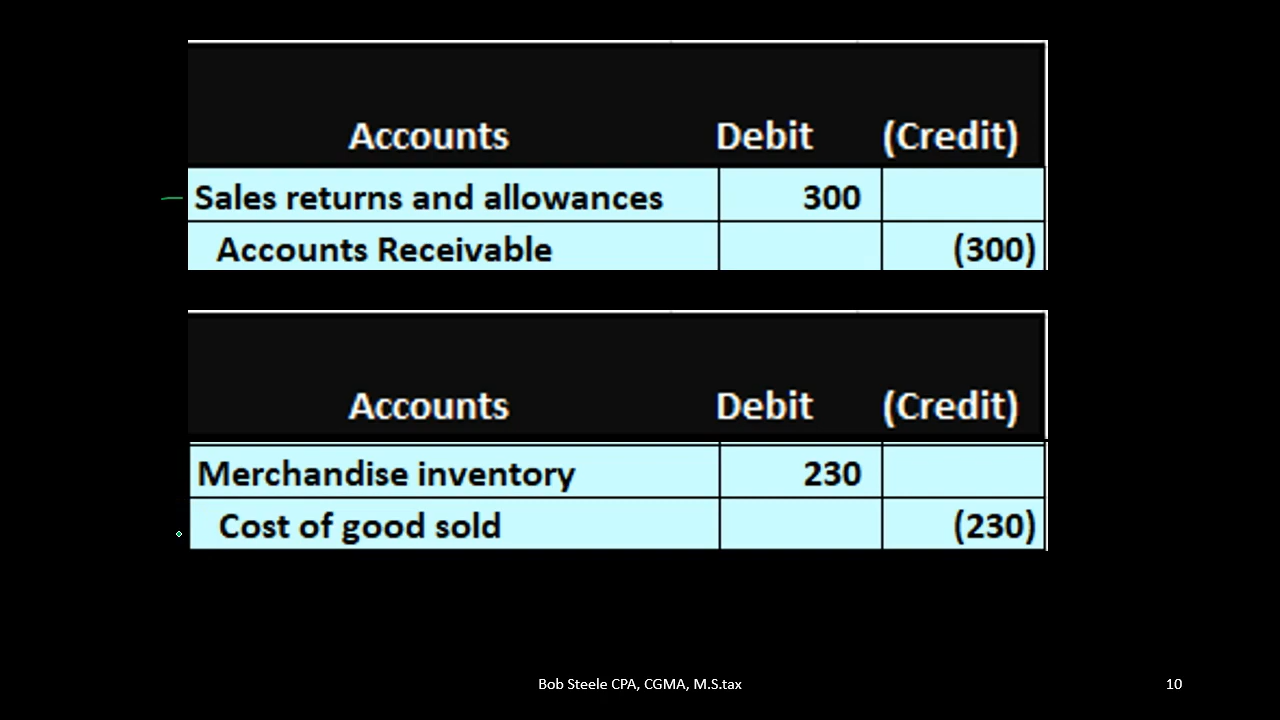 Accounts Debit (Credit)
Sales returns and allowances 300
Accounts Receivable (300)
Accounts Debit (Credit)
Merchandise inventory 230
Cost of good sold (230)
Bob Steele CPA, CGMA, M.S.tax 10